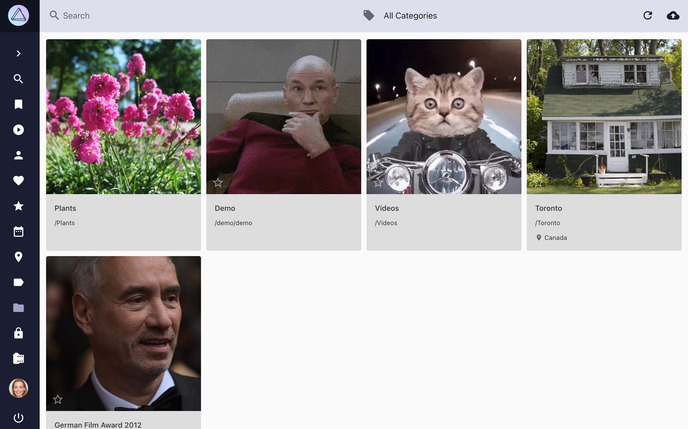 Search
All Categories
Plants
/Plants
Demo
/demo/demo
Videos
/Videos
Toronto
/Toronto
Canada
German Film Award 2012